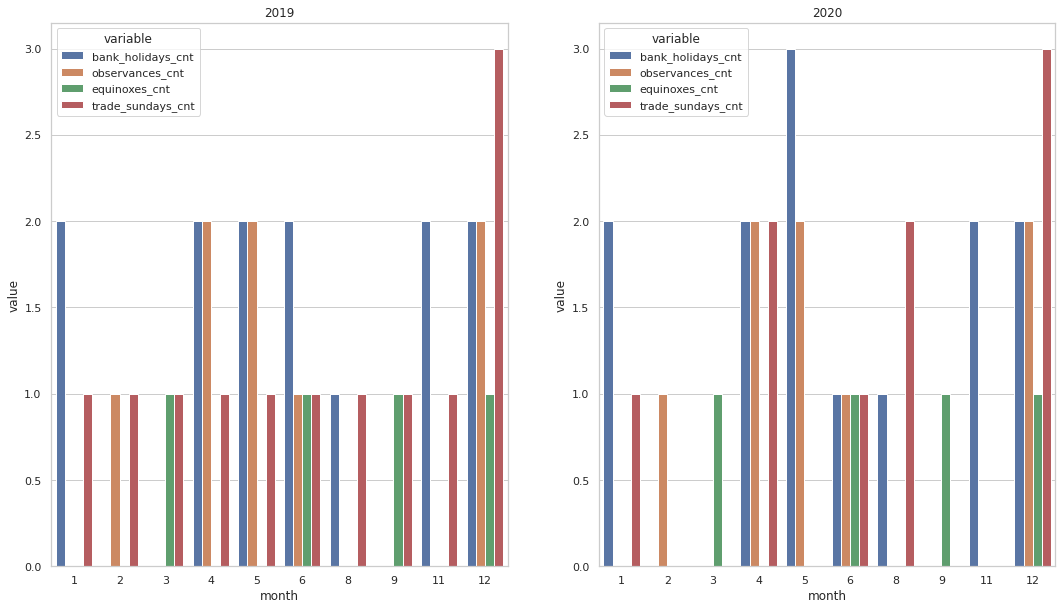 2019
variable
bank_holidays_cnt
observances_cnt
equinoxes_cnt
trade_sundays_cnt
3.0
2.5
2.0
1.5
1.0
0.5
0.0
value
1 2 3 4 5 6 8 9 11 12
month
2020
variable
bank_holidays_cnt
observances_cnt
equinoxes_cnt
trade_sundays_cnt
3.0
2.5
2.0
1.5
1.0
0.5
0.0
value
1 2 3 4 5 6 8 9 11 12
month